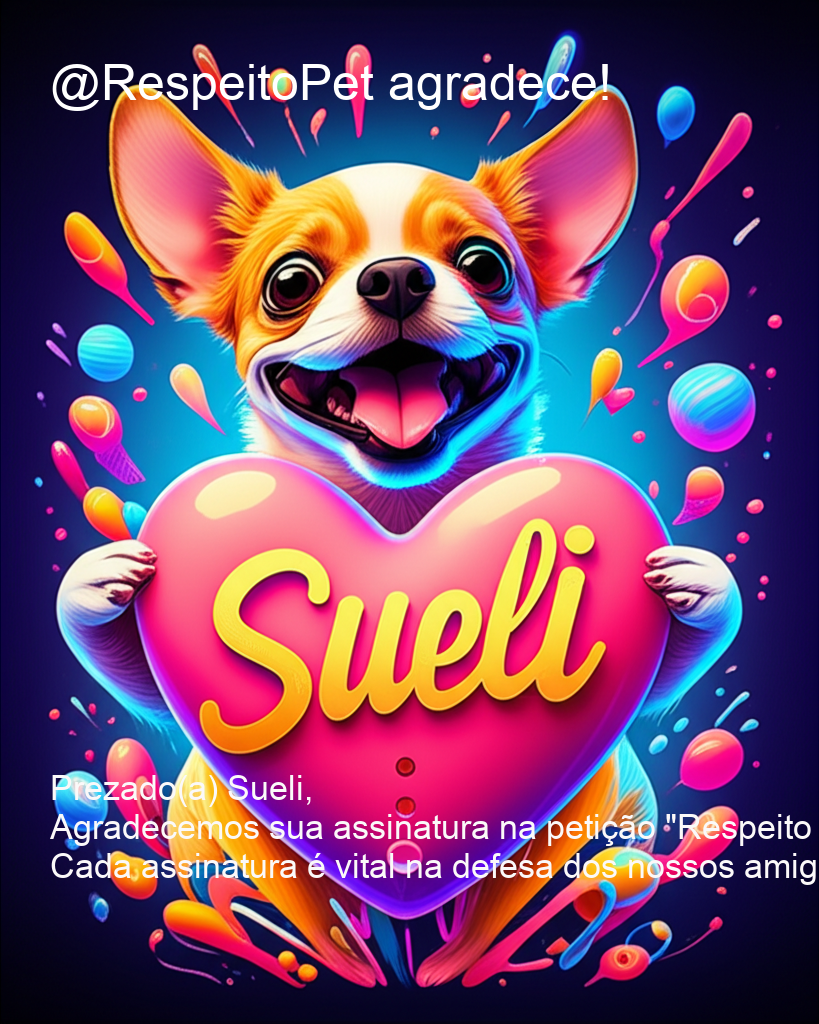 @RespeitoPet agradece!
Sueli
Prezado(a) Sueli,
Agradecemos sua assinatura na petição "Respeito
Cada assinatura é vital na defesa dos nossos amig